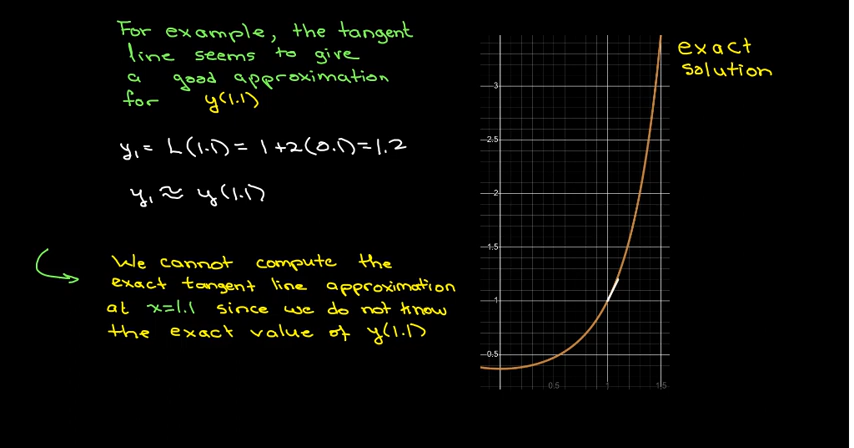 For example, the tangent
line seems to give
a good approximation
for y(1.1)
y₁ = L(1.1) = 1+2(0.1)=1.2
y₁ ≈ y(1.1)
We cannot compute the
exact tangent line approximation
at x=1.1 since we do not know
the exact value of y(1.1)
exact
solution
3
2.5
2
1.5
1
0.5
0.5
1
1.5